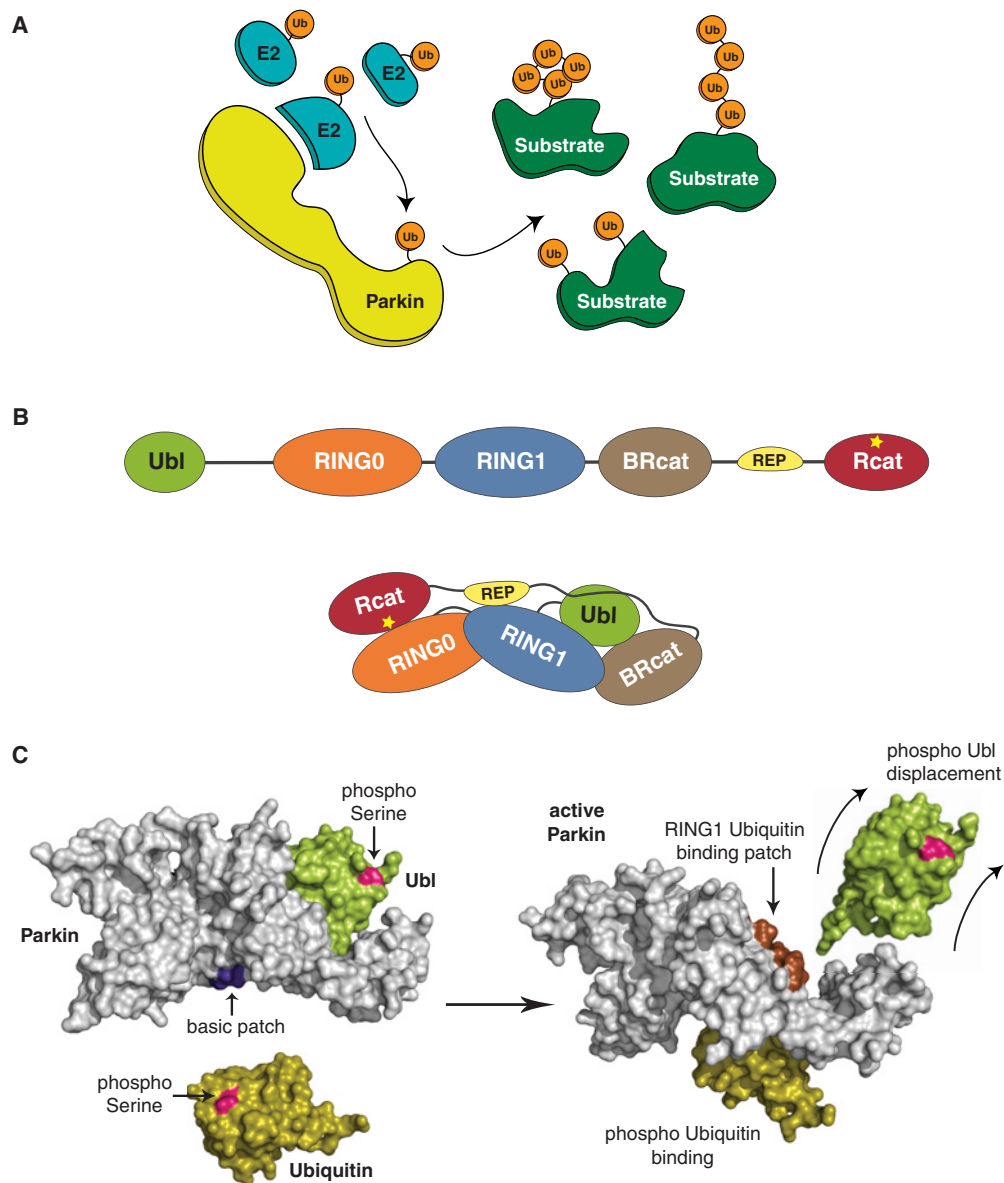 A
Ub
E2
Ub
E2
Ub
E2
Ub
Parkin
Ub
Ub
Ub
Ub
Ub
Substrate
Ub
Ub
Ub
Ub
Substrate
Ub
Ub
Substrate
B
Ubl
RING0
RING1
BRcat
REP
Rcat
Rcat
REP
Ubl
RING0
RING1
BRcat
C
phospho
Serine
Ubl
Parkin
basic patch
phospho
Serine
Ubiquitin
active
Parkin
RING1 Ubiquitin
binding patch
phospho Ubl
displacement
phospho Ubiquitin
binding